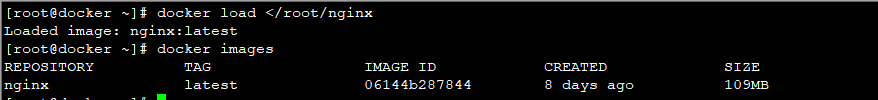 [root@docker ~]# docker load </root/nginx
Loaded image: nginx:latest
[root@docker ~]# docker images
REPOSITORY TAG IMAGE ID CREATED SIZE
nginx latest 06144b287844 8 days ago 109MB
[root@docker ~]#